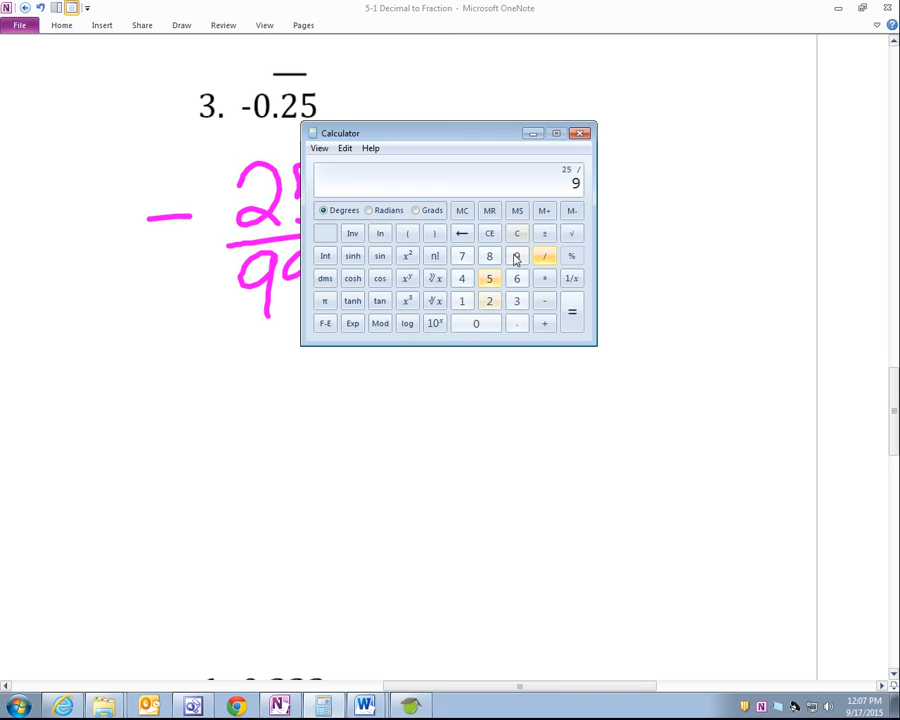 5-1 Decimal to Fraction - Microsoft OneNote
File Home Insert Share Draw Review View Pages
3. -0.25
Calculator
View Edit Help
25 /
9
Degrees Radians Grads MC MR MS M+ M-
Inv ln ( ) ← CE C ± √
Int sinh sin x² n! 7 8 9 / %
dms cosh cos xʸ ʸ√x 4 5 6 * 1/x
π tanh tan x³ ³√x 1 2 3 - =
F-E Exp Mod log 10ˣ 0 . +
- 25
99
12:07 PM
9/17/2015